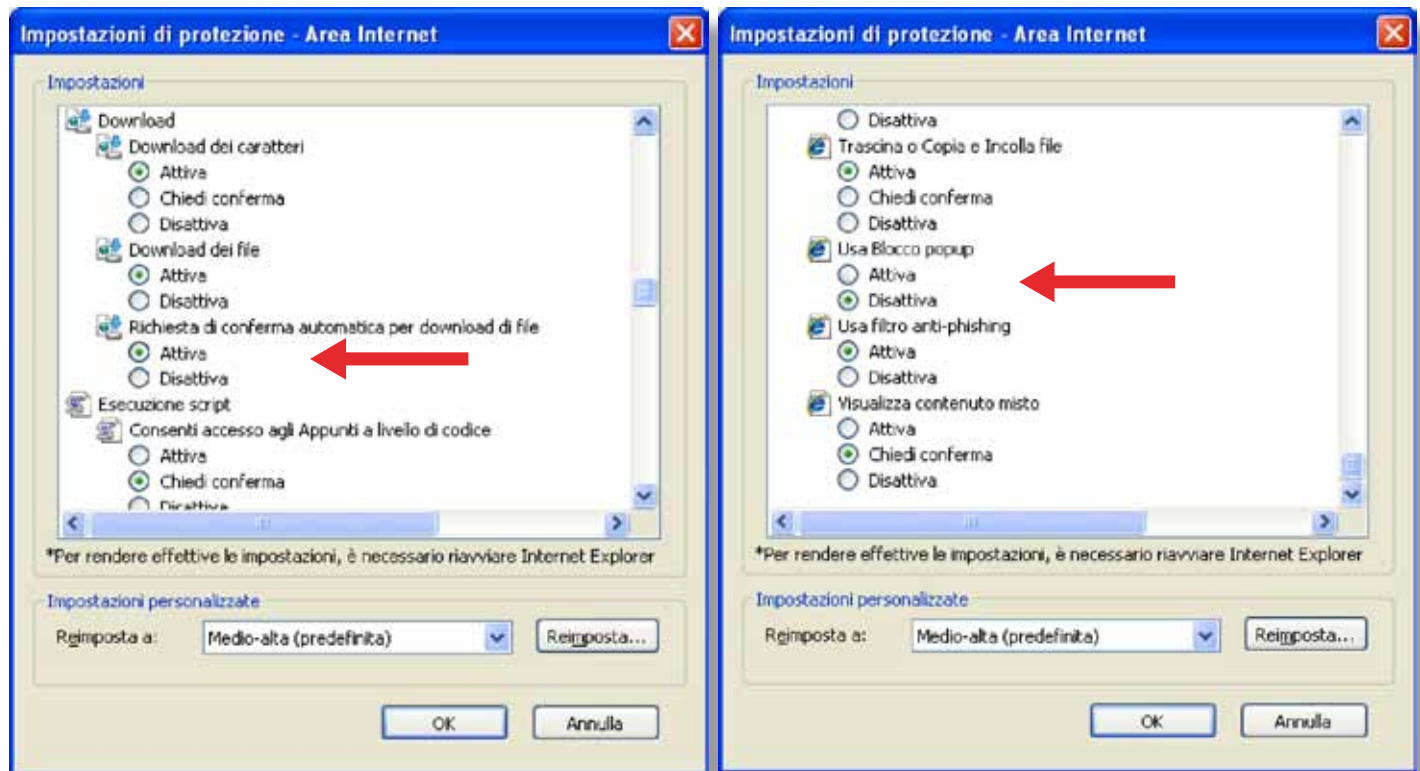 Impostazioni di protezione - Area Internet
Impostazioni
Download
Download dei caratteri
Attiva
Chiedi conferma
Disattiva
Download dei file
Attiva
Disattiva
Richiesta di conferma automatica per download di file
Attiva
Disattiva
Esecuzione script
Consenti accesso agli Appunti a livello di codice
Attiva
Chiedi conferma
Disattiva
*Per rendere effettive le impostazioni, è necessario riavviare Internet Explorer
Impostazioni personalizzate
Reimposta a:
Medio-alta (predefinita)
Reimposta...
OK
Annulla
Impostazioni di protezione - Area Internet
Impostazioni
Disattiva
Trascina o Copia e Incolla file
Attiva
Chiedi conferma
Disattiva
Usa Blocco popup
Attiva
Disattiva
Usa filtro anti-phishing
Attiva
Disattiva
Visualizza contenuto misto
Attiva
Chiedi conferma
Disattiva
*Per rendere effettive le impostazioni, è necessario riavviare Internet Explorer
Impostazioni personalizzate
Reimposta a:
Medio-alta (predefinita)
Reimposta...
OK
Annulla